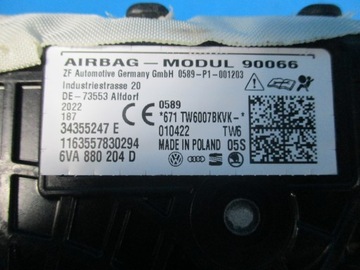 AIRBAG - MODUL 90066
ZF Automotive Germany GmbH 0589-P1-001203
Industriestrasse 20
DE - 73553 Alfdorf
2022
187
0589
CE
*671 TW6007BKVK-*
34355247 E
010422 TW6
1163557830294
MADE IN POLAND 05S
6VA 880 204 D